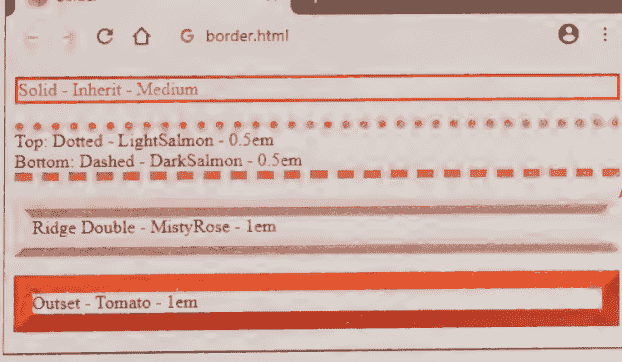 border.html
Solid - Inherit - Medium
Top: Dotted - LightSalmon - 0.5em
Bottom: Dashed - DarkSalmon - 0.5em
Ridge Double - MistyRose - 1em
Outset - Tomato - 1em